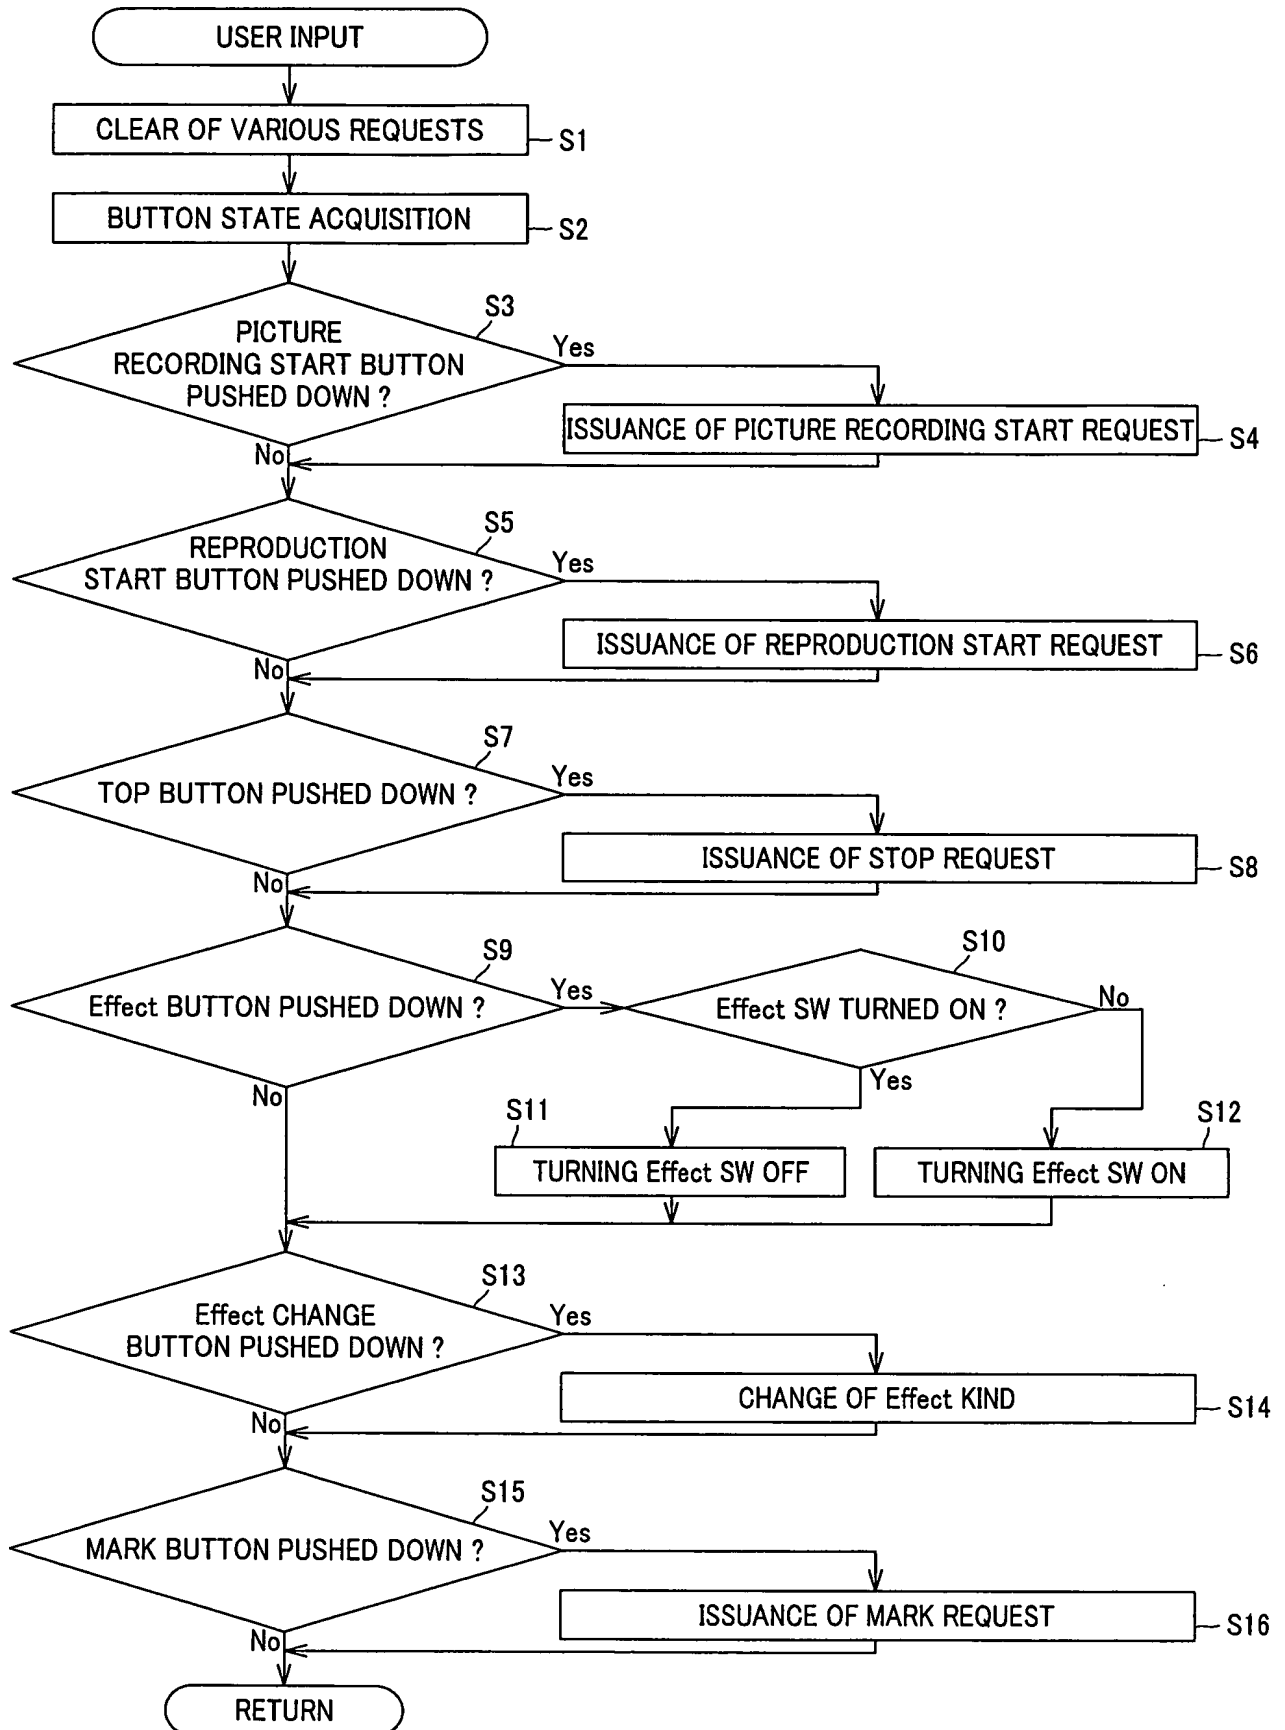 USER INPUT
CLEAR OF VARIOUS REQUESTS
S1
BUTTON STATE ACQUISITION
S2
S3
PICTURE
RECORDING START BUTTON
PUSHED DOWN ?
Yes
ISSUANCE OF PICTURE RECORDING START REQUEST
S4
No
S5
REPRODUCTION
START BUTTON PUSHED DOWN ?
Yes
ISSUANCE OF REPRODUCTION START REQUEST
S6
No
S7
TOP BUTTON PUSHED DOWN ?
Yes
ISSUANCE OF STOP REQUEST
S8
No
S9
Effect BUTTON PUSHED DOWN ?
Yes
S10
Effect SW TURNED ON ?
No
Yes
No
S11
TURNING Effect SW OFF
S12
TURNING Effect SW ON
S13
Effect CHANGE
BUTTON PUSHED DOWN ?
Yes
CHANGE OF Effect KIND
S14
No
S15
MARK BUTTON PUSHED DOWN ?
Yes
ISSUANCE OF MARK REQUEST
S16
No
RETURN